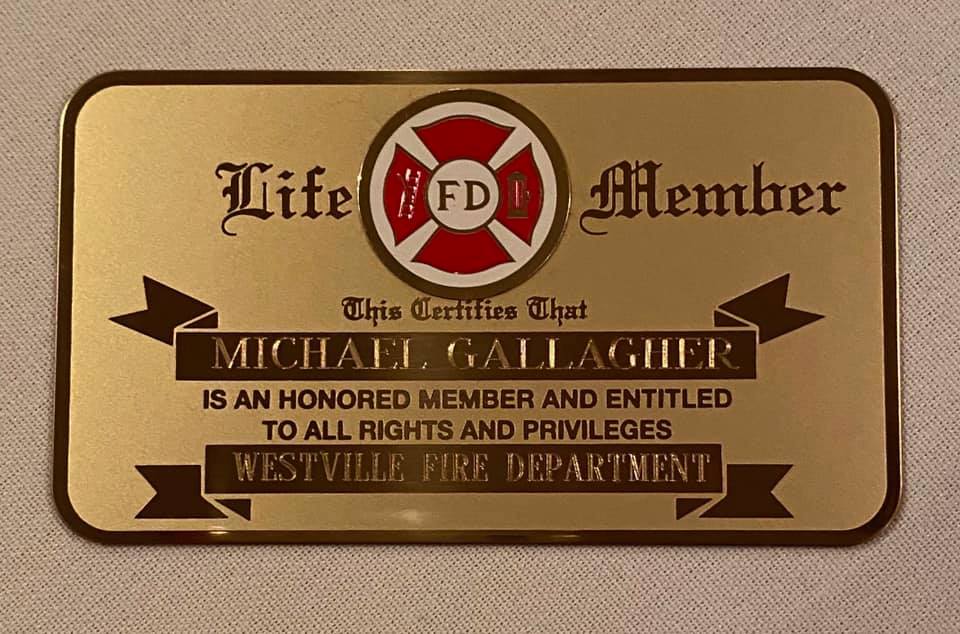 Life Member
FD
This Certifies That
MICHAEL GALLAGHER
IS AN HONORED MEMBER AND ENTITLED
TO ALL RIGHTS AND PRIVILEGES
WESTVILLE FIRE DEPARTMENT